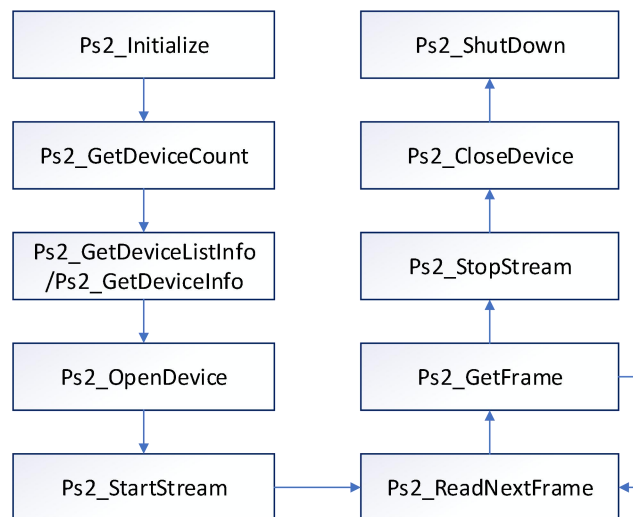 Ps2_Initialize
Ps2_GetDeviceCount
Ps2_GetDeviceListInfo
/Ps2_GetDeviceInfo
Ps2_OpenDevice
Ps2_StartStream
Ps2_ReadNextFrame
Ps2_GetFrame
Ps2_StopStream
Ps2_CloseDevice
Ps2_ShutDown